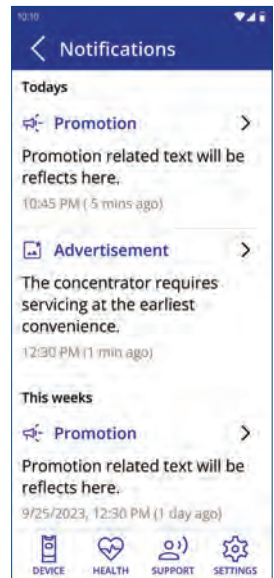 10:10
Notifications
Todays
Promotion
Promotion related text will be
reflects here.
10:45 PM ( 5 mins ago)
Advertisement
The concentrator requires
servicing at the earliest
convenience.
12:30 PM (1 min ago)
This weeks
Promotion
Promotion related text will be
reflects here.
9/25/2023, 12:30 PM (1 day ago)
DEVICE HEALTH SUPPORT SETTINGS